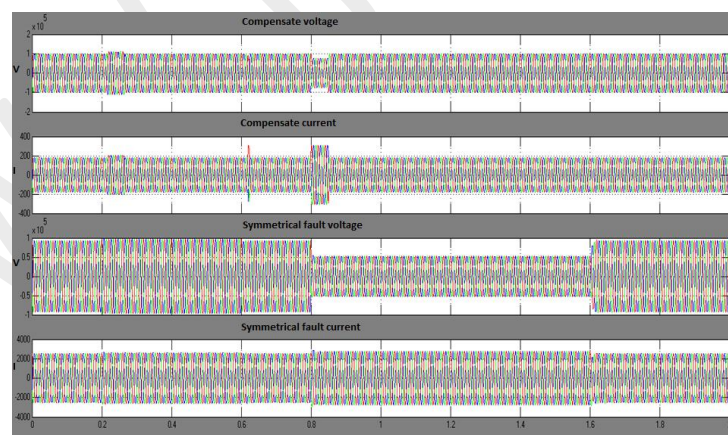 Compensate voltage
x 10^5
2
1
V 0
-1
-2
Compensate current
400
200
I 0
-200
-400
Symmetrical fault voltage
x 10^5
1
0.5
V 0
-0.5
-1
Symmetrical fault current
4000
2000
I 0
-2000
-4000
0 0.2 0.4 0.6 0.8 1 1.2 1.4 1.6 1.8